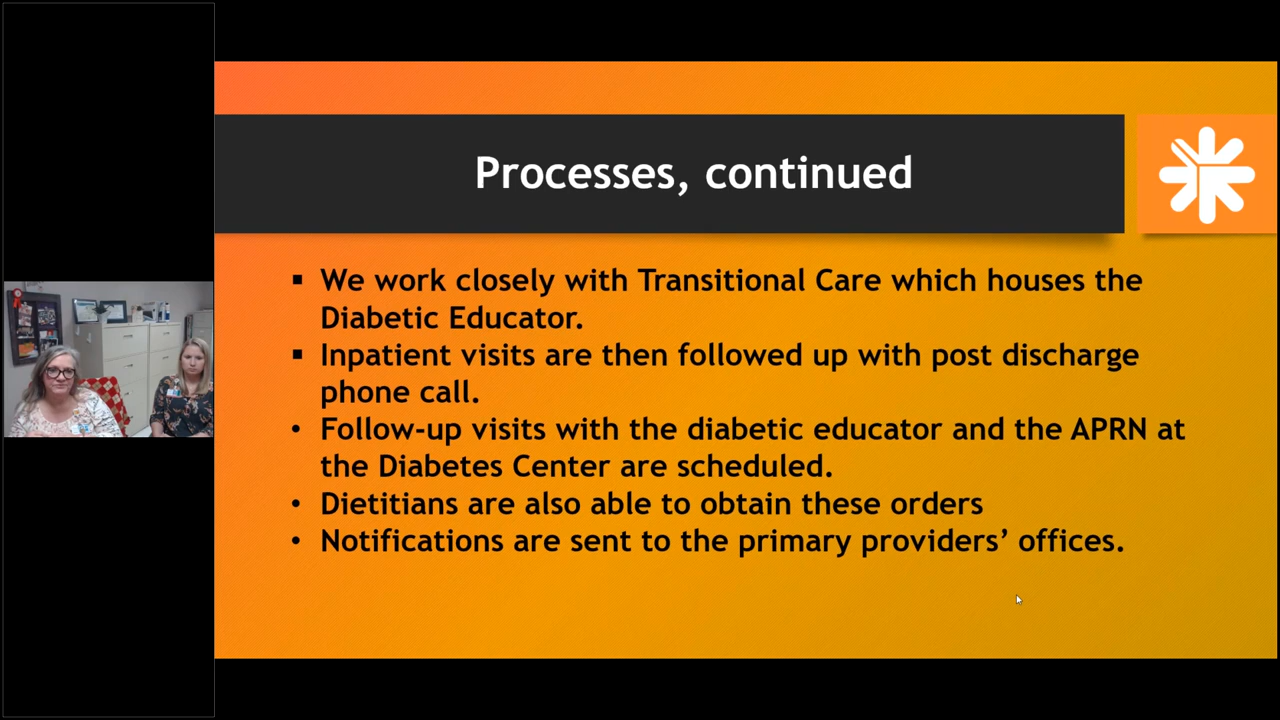 Processes, continued
▪ We work closely with Transitional Care which houses the
Diabetic Educator.
▪ Inpatient visits are then followed up with post discharge
phone call.
• Follow-up visits with the diabetic educator and the APRN at
the Diabetes Center are scheduled.
• Dietitians are also able to obtain these orders
• Notifications are sent to the primary providers’ offices.